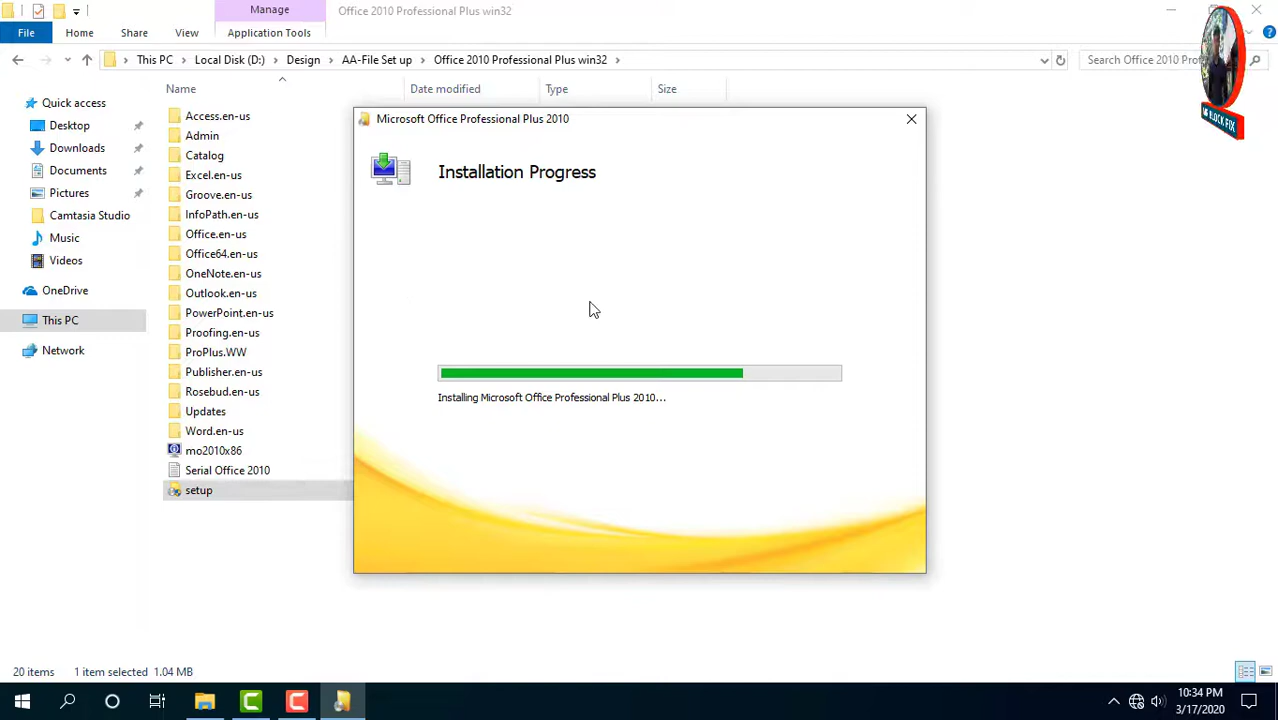 Manage
Office 2010 Professional Plus win32
File
Home
Share
View
Application Tools
This PC
Local Disk (D:)
Design
AA-File Set up
Office 2010 Professional Plus win32
Search Office 2010 Prof
Name
Date modified
Type
Size
Quick access
Desktop
Downloads
Documents
Pictures
Camtasia Studio
Music
Videos
OneDrive
This PC
Network
Access.en-us
Admin
Catalog
Excel.en-us
Groove.en-us
InfoPath.en-us
Office.en-us
Office64.en-us
OneNote.en-us
Outlook.en-us
PowerPoint.en-us
Proofing.en-us
ProPlus.WW
Publisher.en-us
Rosebud.en-us
Updates
Word.en-us
mo2010x86
Serial Office 2010
setup
Microsoft Office Professional Plus 2010
Installation Progress
Installing Microsoft Office Professional Plus 2010...
20 items
1 item selected 1.04 MB
10:34 PM
3/17/2020